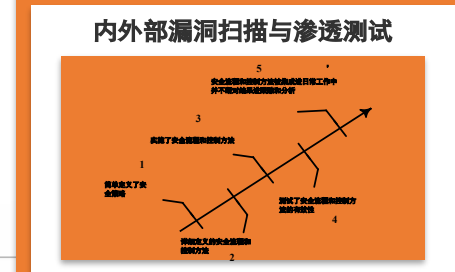 内外部漏洞扫描与渗透测试
5
安全流程和控制方法被集成进日常工作中
并不断对结果进行跟踪和分析
3
实施了安全流程和控制方法
1
简单定义了安
全策略
测试了安全流程和控制方
法的有效性
4
详细定义的安全流程和
控制方法
2